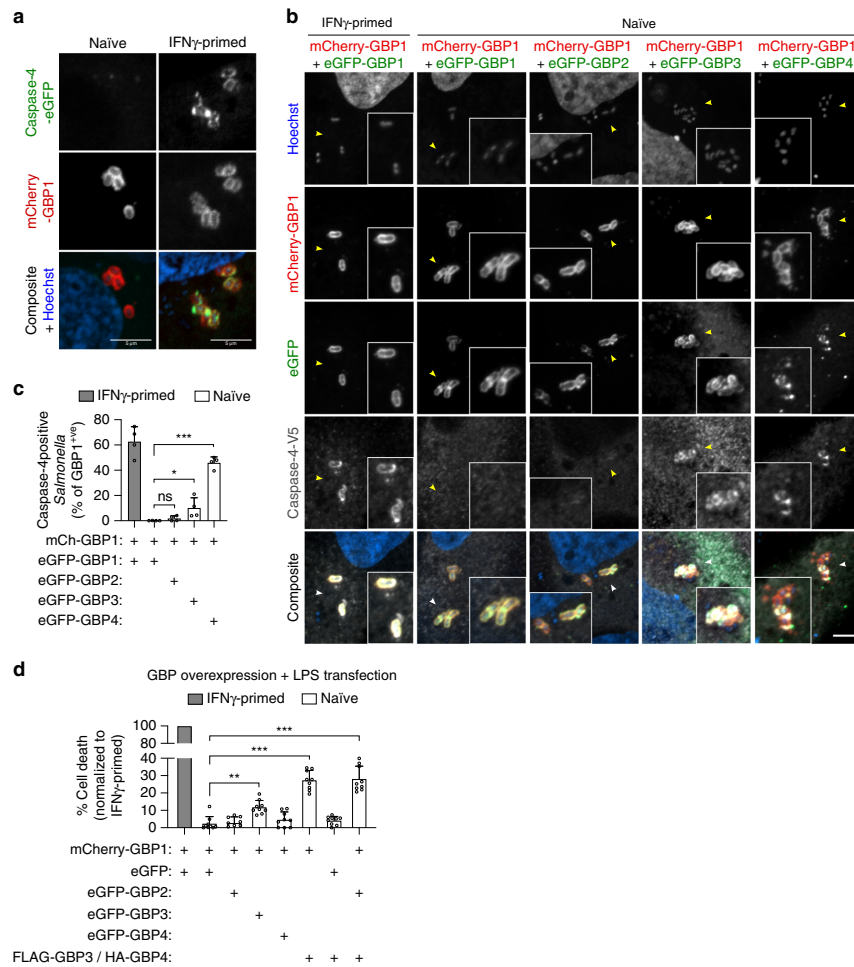 a
Naïve
IFNγ-primed
Caspase-4
-eGFP
mCherry
-GBP1
Composite
+ Hoechst
5 μm
5 μm
b
IFNγ-primed
Naïve
mCherry-GBP1
+ eGFP-GBP1
mCherry-GBP1
+ eGFP-GBP1
mCherry-GBP1
+ eGFP-GBP2
mCherry-GBP1
+ eGFP-GBP3
mCherry-GBP1
+ eGFP-GBP4
Hoechst
mCherry-GBP1
eGFP
Caspase-4-V5
Composite
c
IFNγ-primed
Naïve
Caspase-4positive
Salmonella
(% of GBP1+ve)
80
60
40
20
0
ns
*
***
mCh-GBP1: + + + + +
eGFP-GBP1: + +
eGFP-GBP2: +
eGFP-GBP3: +
eGFP-GBP4: +
d
GBP overexpression + LPS transfection
IFNγ-primed
Naïve
% Cell death
(normalized to
IFNγ-primed)
100
80
40
30
20
10
0
**
***
***
mCherry-GBP1: + + + + + + +
eGFP: + + +
eGFP-GBP2: + +
eGFP-GBP3: +
eGFP-GBP4: +
FLAG-GBP3 / HA-GBP4: + + +